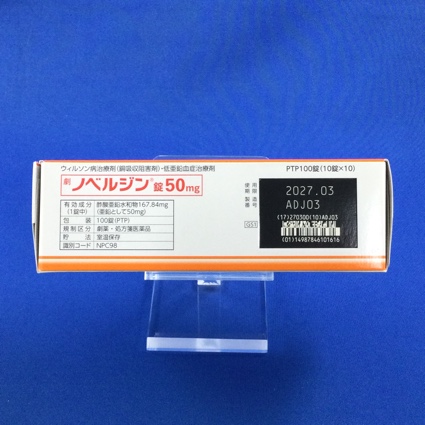 ウィルソン病治療剤（銅吸収阻害剤）・低亜鉛血症治療剤
PTP100錠(10錠×10)
劇 ノベルジン®錠50mg
有効成分(1錠中) 酢酸亜鉛水和物167.84mg (亜鉛として50mg)
包装 100錠(PTP)
規制区分 劇薬・処方箋医薬品
貯法 室温保存
識別コード NPC98
使用期限 2027.03
製造番号 ADJ03
GS1
(17)270300(10)ADJ03
(01)14987846101616